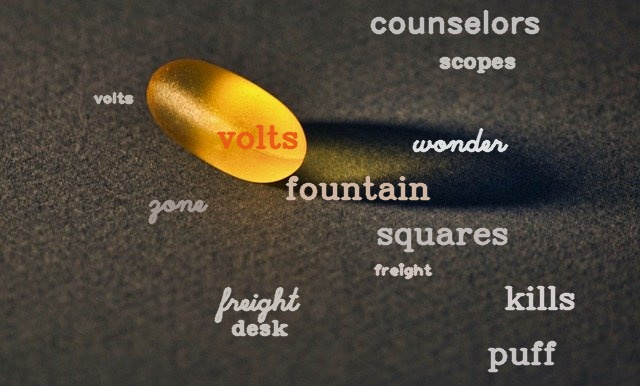 counselors
scopes
volts
volts
wonder
fountain
zone
squares
freight
freight
kills
desk
puff